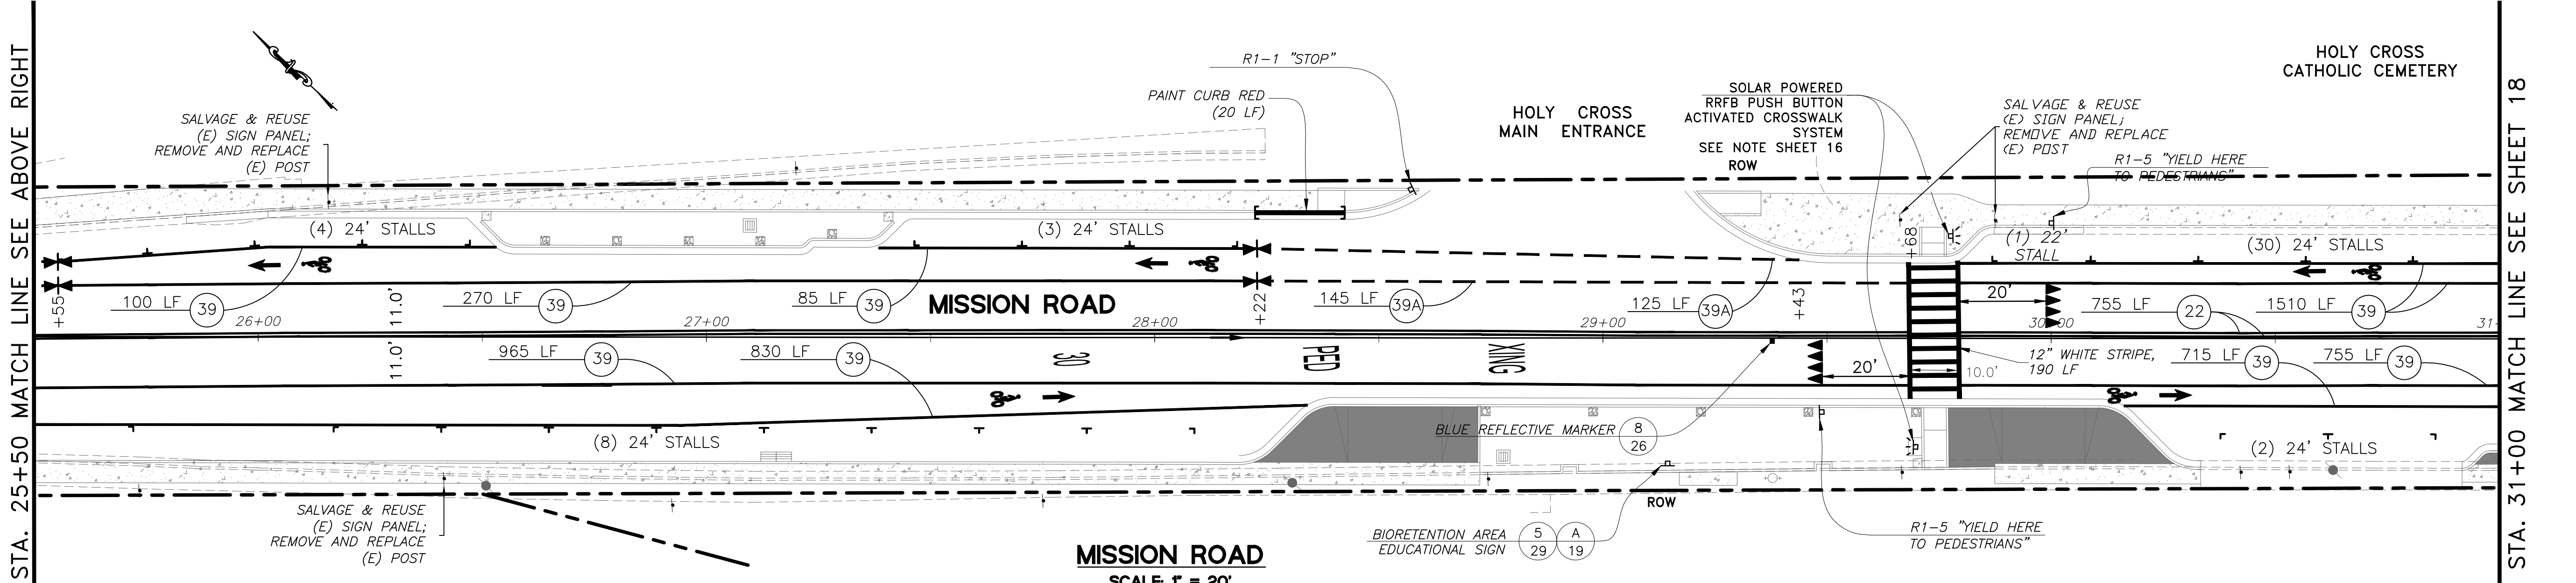 STA. 25+50 MATCH LINE SEE ABOVE RIGHT
SALVAGE & REUSE
(E) SIGN PANEL;
REMOVE AND REPLACE
(E) POST
R1-1 "STOP"
PAINT CURB RED
(20 LF)
HOLY CROSS
MAIN ENTRANCE
SOLAR POWERED
RRFB PUSH BUTTON
ACTIVATED CROSSWALK
SYSTEM
SEE NOTE SHEET 16
ROW
SALVAGE & REUSE
(E) SIGN PANEL;
REMOVE AND REPLACE
(E) POST
R1-5 "YIELD HERE
TO PEDESTRIANS"
HOLY CROSS
CATHOLIC CEMETERY
(4) 24' STALLS
(3) 24' STALLS
+68
(1) 22'
STALL
(30) 24' STALLS
+55
100 LF 39
26+00
11.0'
270 LF 39
27+00
85 LF 39
MISSION ROAD
28+00
+22
145 LF 39A
29+00
125 LF 39A
+43
20'
30+00
755 LF 22
1510 LF 39
31-
11.0'
965 LF 39
830 LF 39
30
PED
XING
20'
10.0'
12" WHITE STRIPE,
190 LF
715 LF 39
755 LF 39
(8) 24' STALLS
BLUE REFLECTIVE MARKER 8
26
(2) 24' STALLS
SALVAGE & REUSE
(E) SIGN PANEL;
REMOVE AND REPLACE
(E) POST
BIORETENTION AREA
EDUCATIONAL SIGN
5
29
A
19
ROW
R1-5 "YIELD HERE
TO PEDESTRIANS"
MISSION ROAD
SCALE: 1" = 20'
STA. 31+00 MATCH LINE SEE SHEET 18